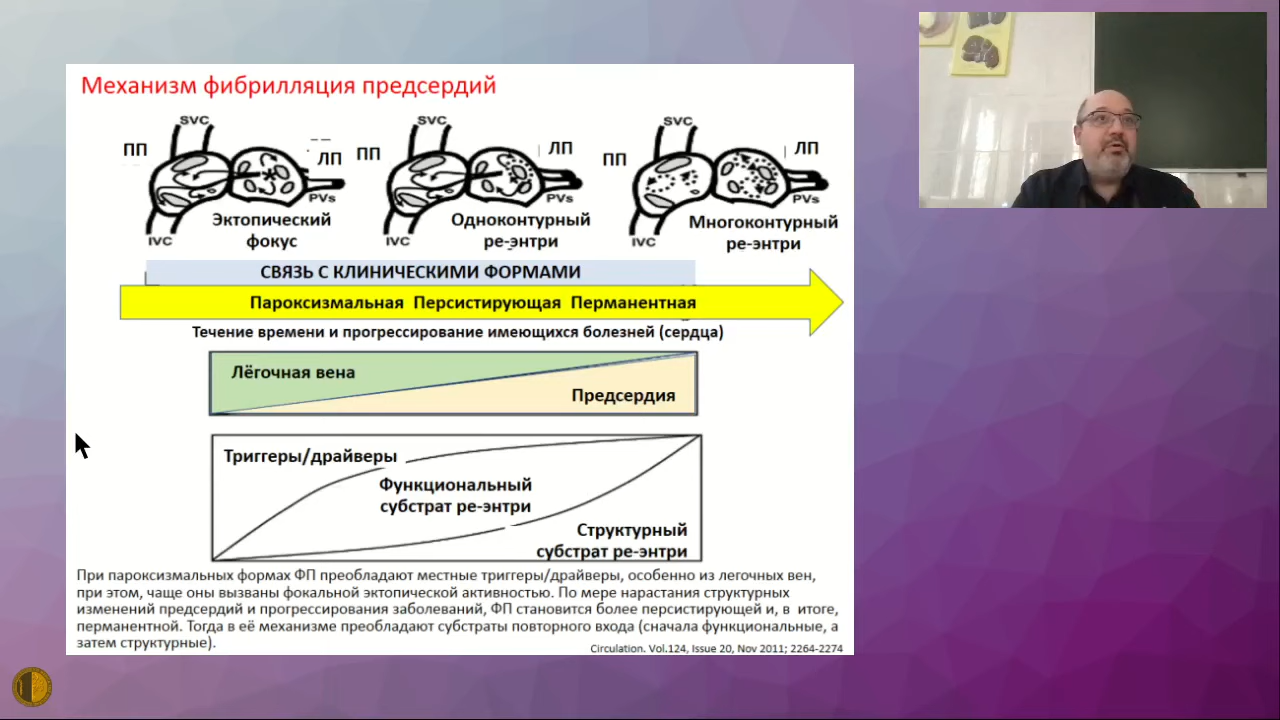 Механизм фибрилляция предсердий
SVC
ПП
ЛП
PVs
IVC
Эктопический
фокус
SVC
ПП
ЛП
PVs
IVC
Одноконтурный
ре-энтри
SVC
ПП
ЛП
PVs
IVC
Многоконтурный
ре-энтри
СВЯЗЬ С КЛИНИЧЕСКИМИ ФОРМАМИ
Пароксизмальная Персистирующая Перманентная
Течение времени и прогрессирование имеющихся болезней (сердца)
Лёгочная вена
Предсердия
Триггеры/драйверы
Функциональный
субстрат ре-энтри
Структурный
субстрат ре-энтри
При пароксизмальных формах ФП преобладают местные триггеры/драйверы, особенно из легочных вен,
при этом, чаще они вызваны фокальной эктопической активностью. По мере нарастания структурных
изменений предсердий и прогрессирования заболеваний, ФП становится более персистирующей и, в итоге,
перманентной. Тогда в её механизме преобладают субстраты повторного входа (сначала функциональные, а
затем структурные).
Circulation. Vol.124, Issue 20, Nov 2011; 2264-2274